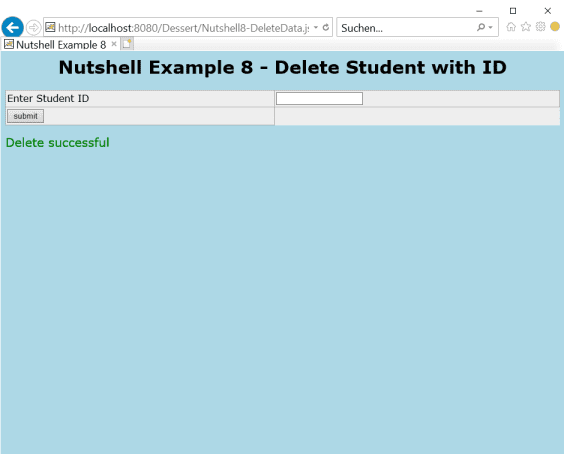 http://localhost:8080/Dessert/Nutshell8-DeleteData.j
Suchen...
Nutshell Example 8
Nutshell Example 8 - Delete Student with ID
Enter Student ID
submit
Delete successful